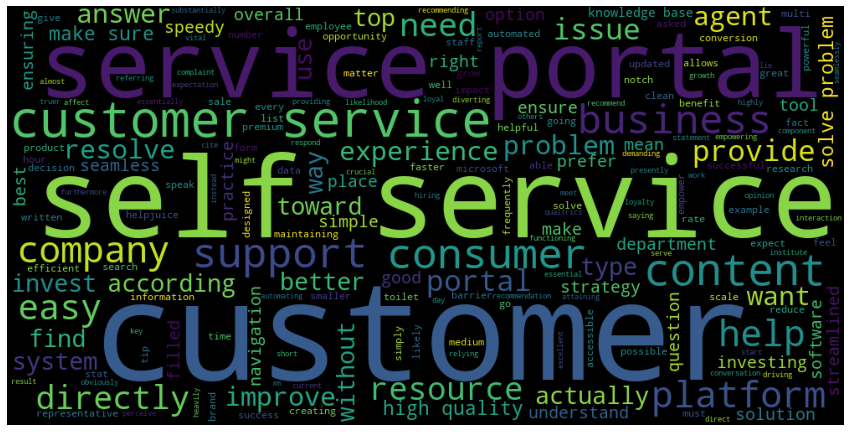 service portal
self service
customer
customer service
business
need
issue
agent
answer
top
speedy
make sure
overall
option
knowledge base
ensuring
use
right
solve problem
resolve
experience
problem
provide
company
support
consumer
content
toward
way
simple
seamless
best
practice
place
ensure
mean
prefer
tool
make
department
type
want
invest
according
better
good
portal
strategy
easy
find
system
filled
navigation
without
help
question
software
investing
streamlined
directly
improve
resource
high quality
actually
understand
platform
solution
substantially
give
vital
employee
recommending
opportunity
number
staff
report
automated
asked
conversion
multi
powerful
seamlessly
almost
truer
referring
affect
complaint
expectation
essentially
matter
well
grow
impact
loyal
diverting
updated
notch
allows
growth
clean
benefit
lie
great
sale
every
list
providing
premium
likelihood
others
recommend
highly
helpful
going
fact
component
product
hour
cite
form
respond
crucial
statement
empowering
decision
speak
might
instead
data
faster
microsoft
able
demanding
successful
research
presently
empower
work
written
helpjuice
furthermore
designed
maintaining
frequently
solve
qualtrics
meet
loyalty
saying
hiring
functioning
rate
example
opinion
interaction
expect
institute
feel
serve
essential
efficient
search
information
automating
smaller
toilet
day
barrier
recommendation
go
accessible
scale
reduce
key
time
tip
short
simply
likely
medium
relying
attaining
excellent
possible
conversation
start
driving
stat
obviously
result
representative
perceive
heavily
brand
success
xm
current
creating
must
direct